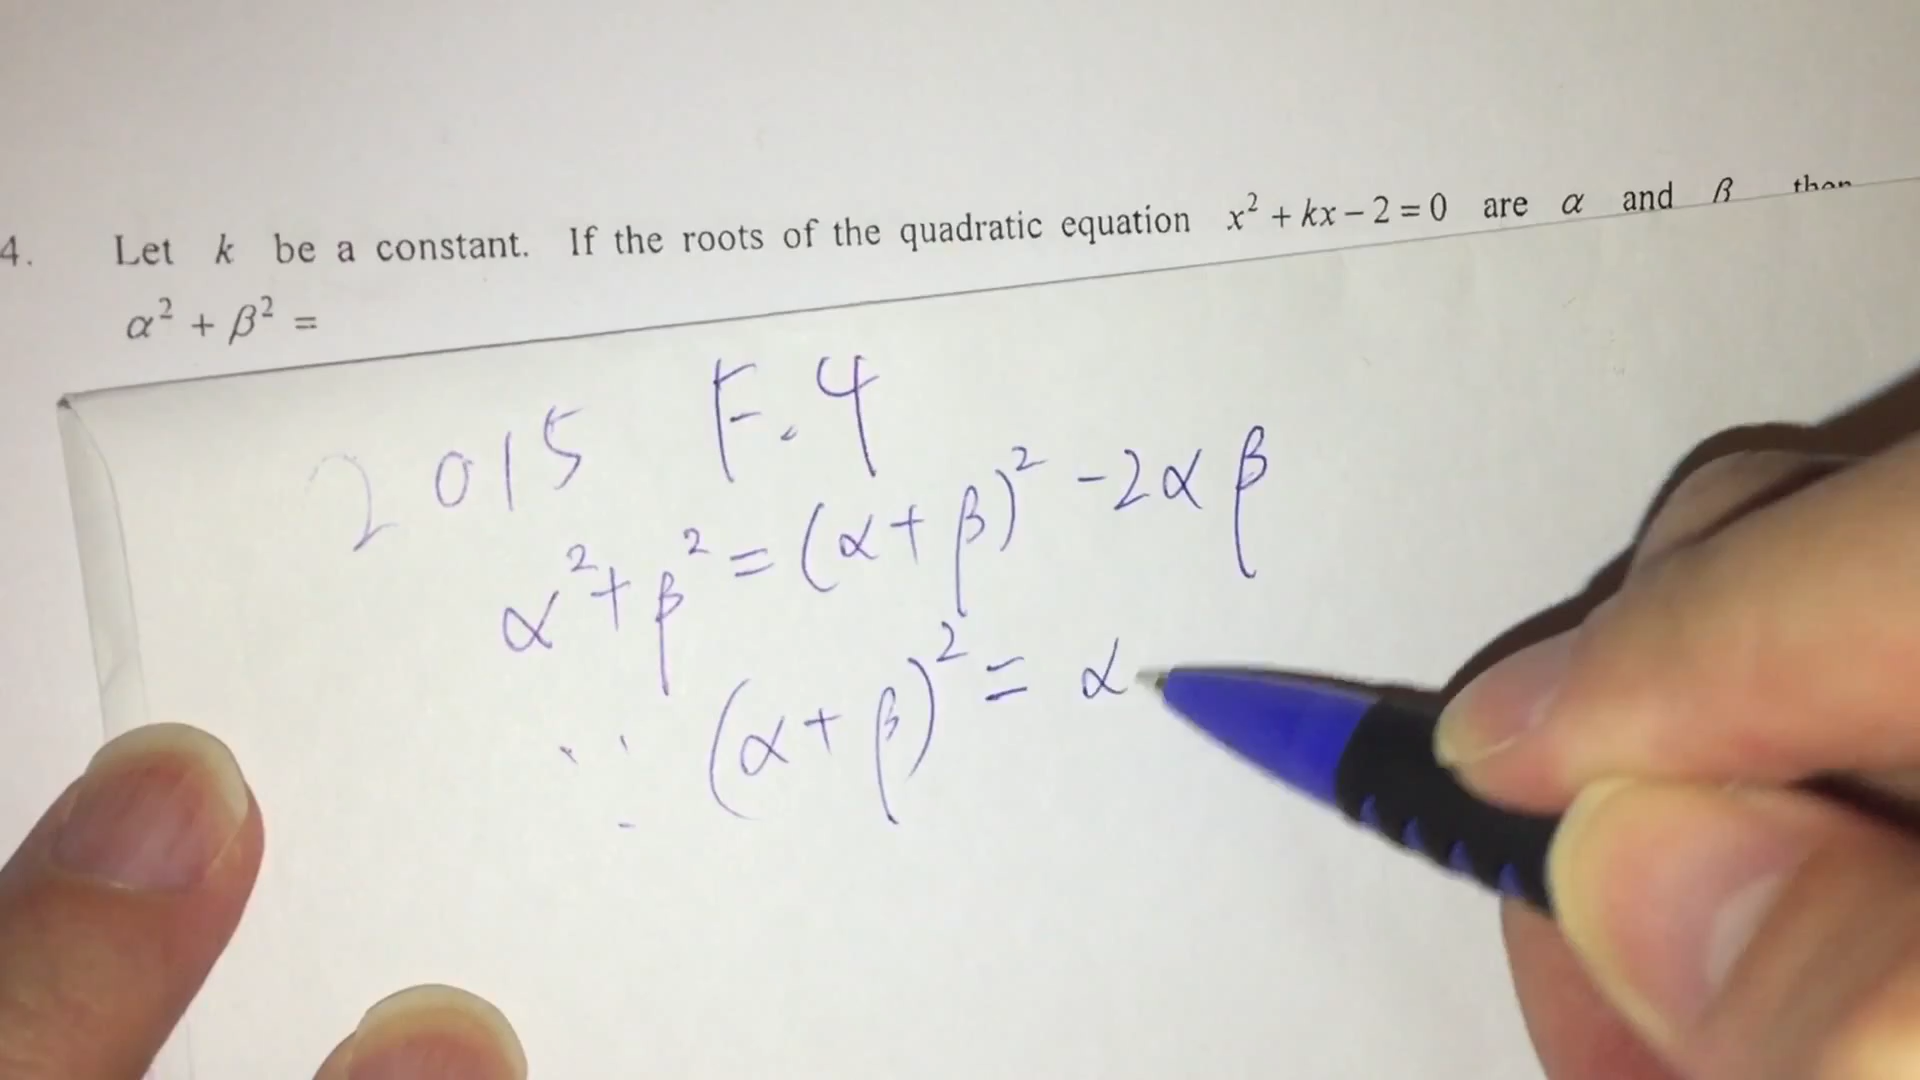 4. Let k be a constant. If the roots of the quadratic equation x² + kx − 2 = 0 are α and β then
α² + β² =
2015 F.4
α² + β² = (α + β)² − 2αβ
∵ (α + β)² = α